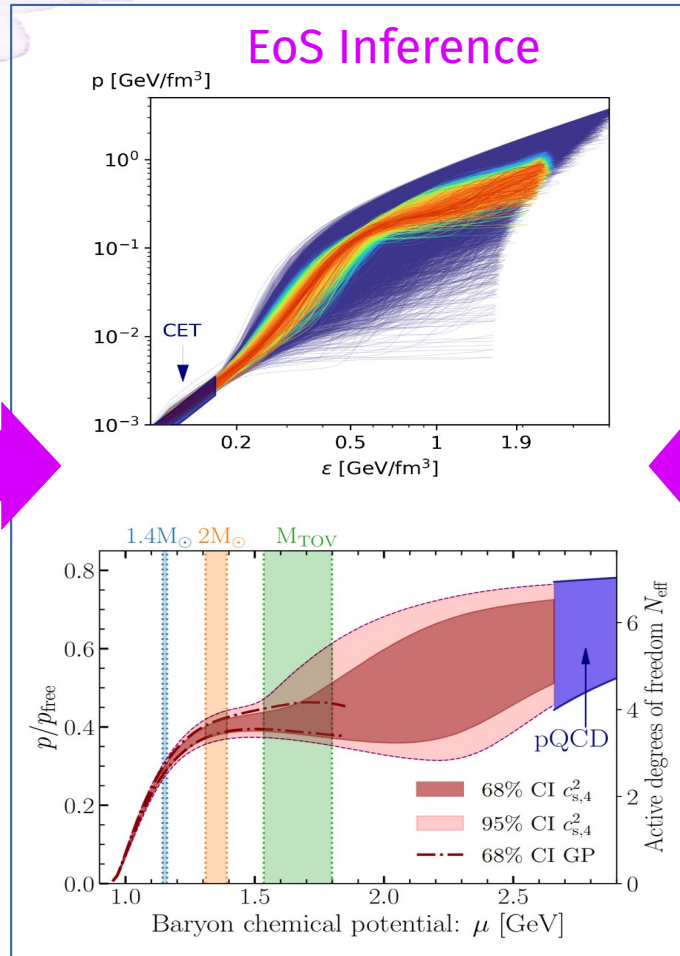 EoS Inference
p [GeV/fm³]
10⁰
10⁻¹
10⁻²
10⁻³
CET
0.2 0.5 1 1.9
ε [GeV/fm³]
1.4M⊙ 2M⊙ M_TOV
0.8
0.6
0.4
0.2
0.0
p/p_free
6
4
2
0
Active degrees of freedom N_eff
pQCD
68% CI c²_s,4
95% CI c²_s,4
68% CI GP
1.0 1.5 2.0 2.5
Baryon chemical potential: μ [GeV]